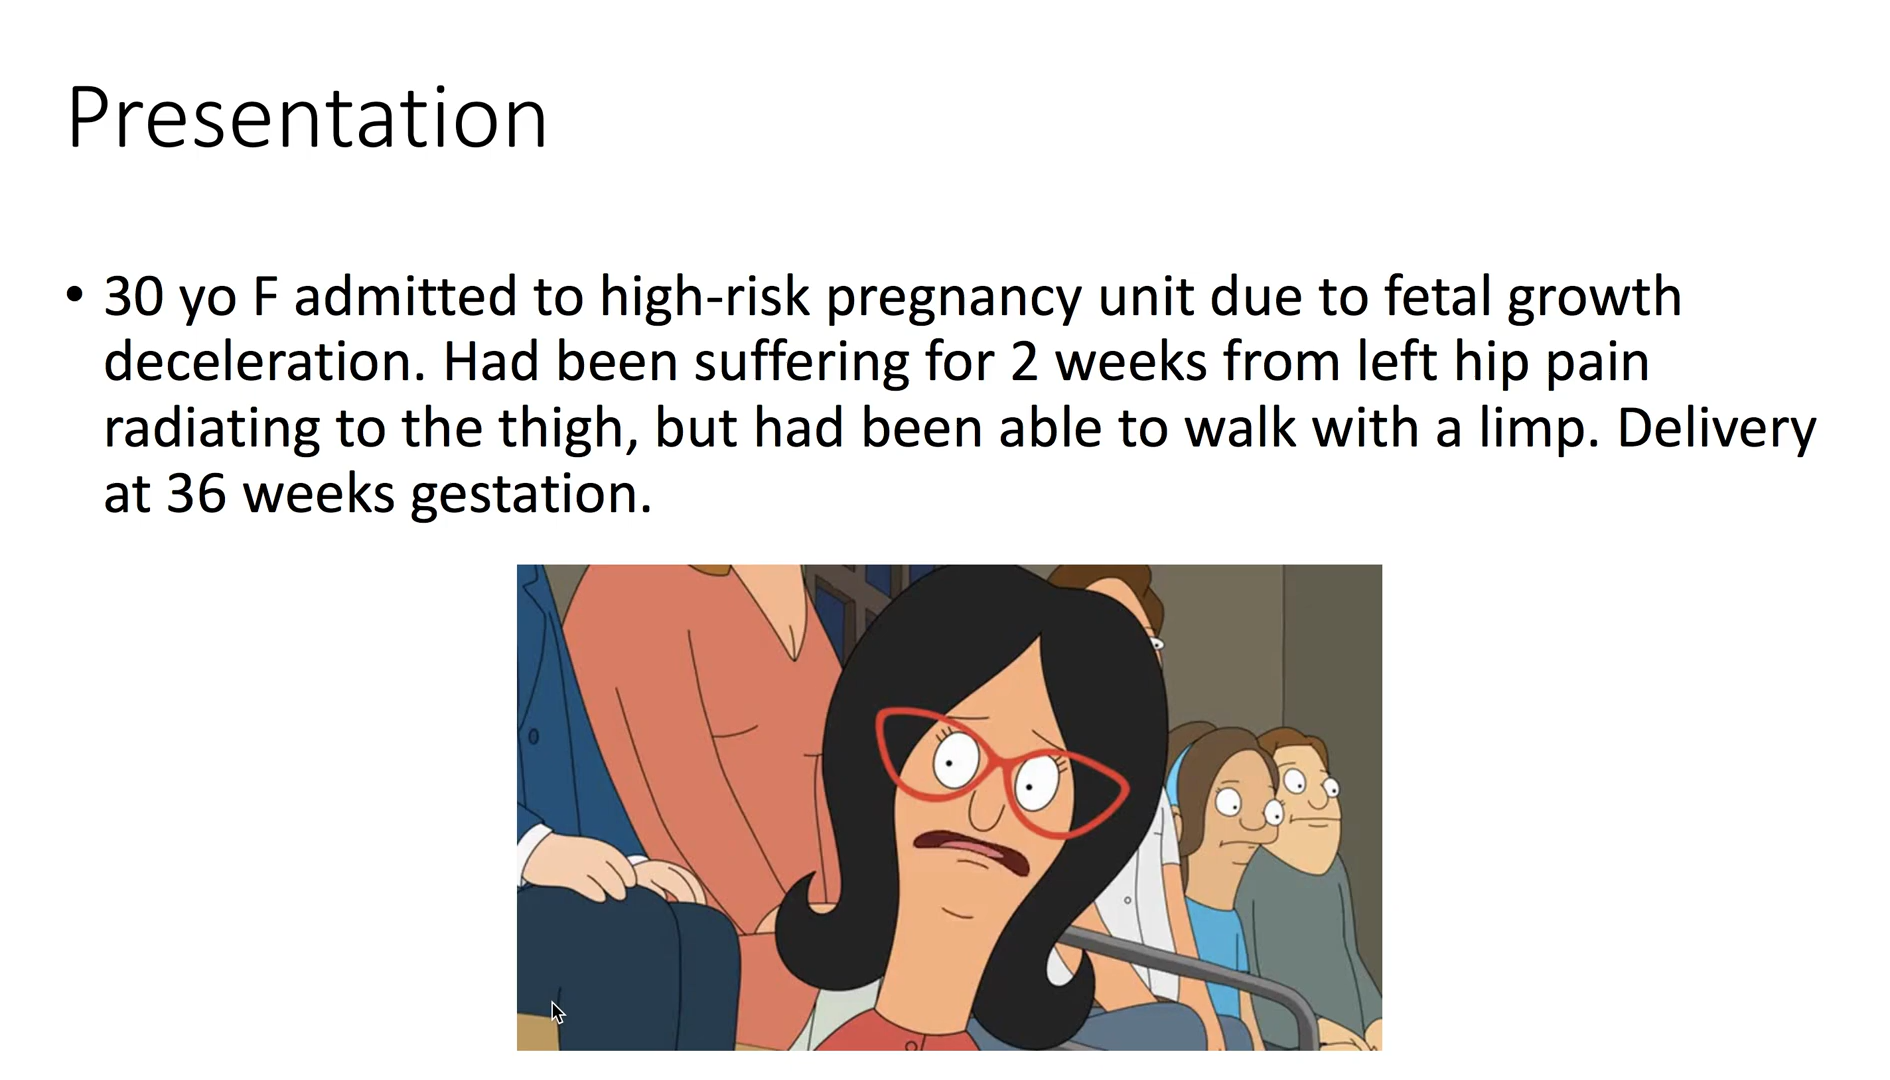 Presentation
• 30 yo F admitted to high-risk pregnancy unit due to fetal growth
deceleration. Had been suffering for 2 weeks from left hip pain
radiating to the thigh, but had been able to walk with a limp. Delivery
at 36 weeks gestation.